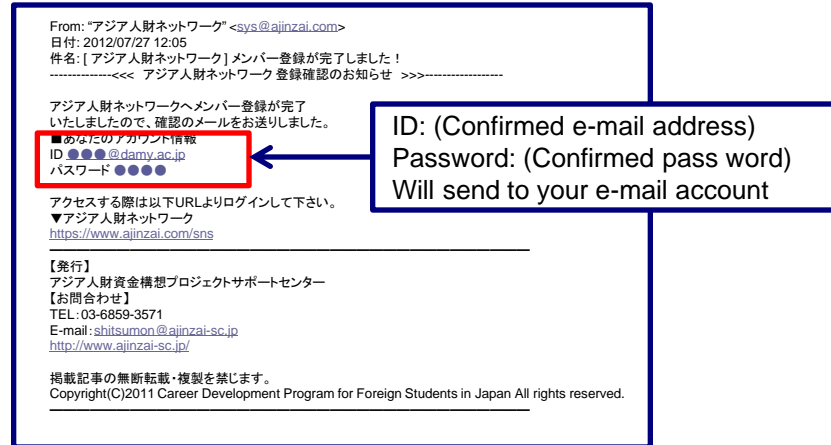 From: “アジア人財ネットワーク” <sys@ajinzai.com>
日付: 2012/07/27 12:05
件名: [ アジア人財ネットワーク ] メンバー登録が完了しました！
--------------<<< アジア人財ネットワーク 登録確認のお知らせ >>>------------------
アジア人財ネットワークへメンバー登録が完了
いたしましたので、確認のメールをお送りしました。
■あなたのアカウント情報
ID ●●●@damy.ac.jp
パスワード ●●●●
ID: (Confirmed e-mail address)
Password: (Confirmed pass word)
Will send to your e-mail account
アクセスする際は以下URLよりログインして下さい。
▼アジア人財ネットワーク
https://www.ajinzai.com/sns
【発行】
アジア人財資金構想プロジェクトサポートセンター
【お問合わせ】
TEL：03-6859-3571
E-mail：shitsumon@ajinzai-sc.jp
http://www.ajinzai-sc.jp/
掲載記事の無断転載・複製を禁じます。
Copyright(C)2011 Career Development Program for Foreign Students in Japan All rights reserved.